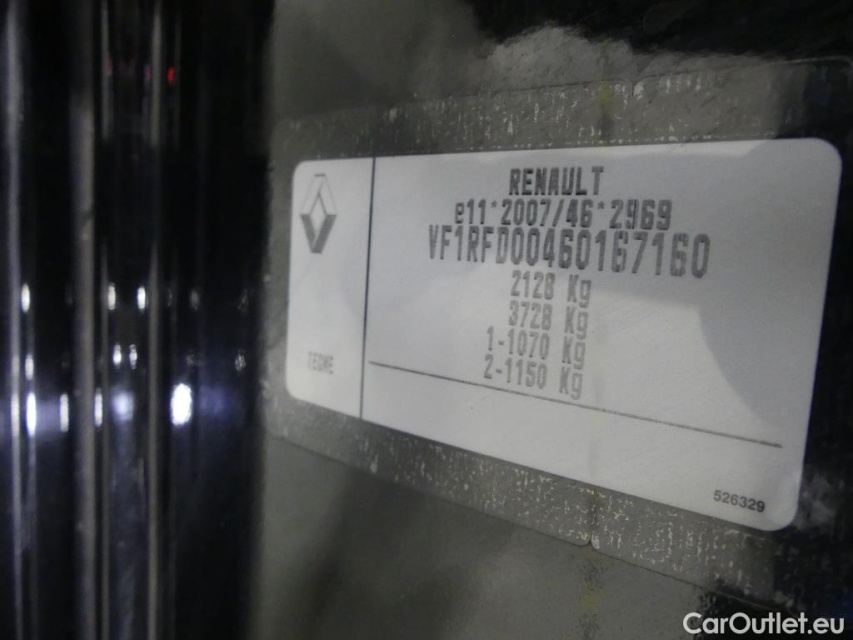 RENAULT
e11*2007/46*2969
VF1RFD00460167160
2128 Kg
3728 Kg
1-1070 Kg
2-1150 Kg
526329
CarOutlet.eu